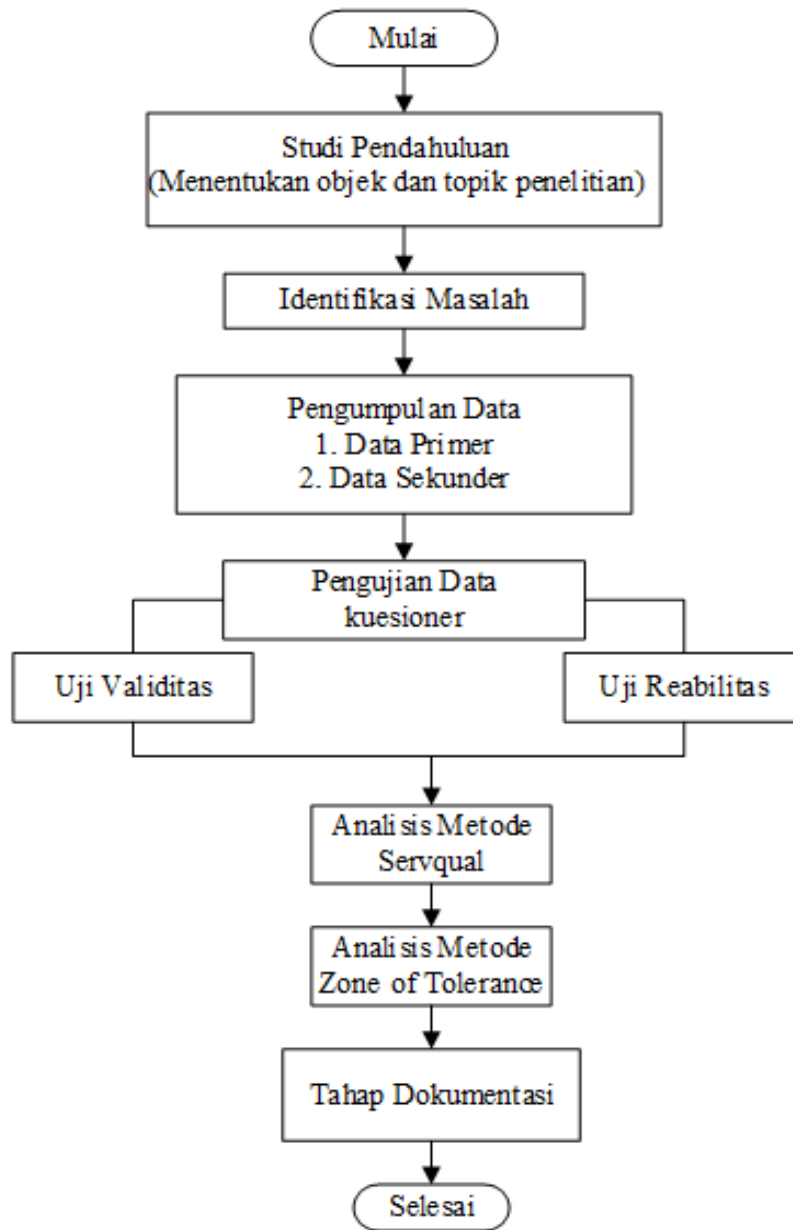 Mulai
Studi Pendahuluan
(Menentukan objek dan topik penelitian)
Identifikasi Masalah
Pengumpulan Data
1. Data Primer
2. Data Sekunder
Pengujian Data
kuesioner
Uji Validitas
Uji Reabilitas
Analisis Metode
Servqual
Analisis Metode
Zone of Tolerance
Tahap Dokumentasi
Selesai